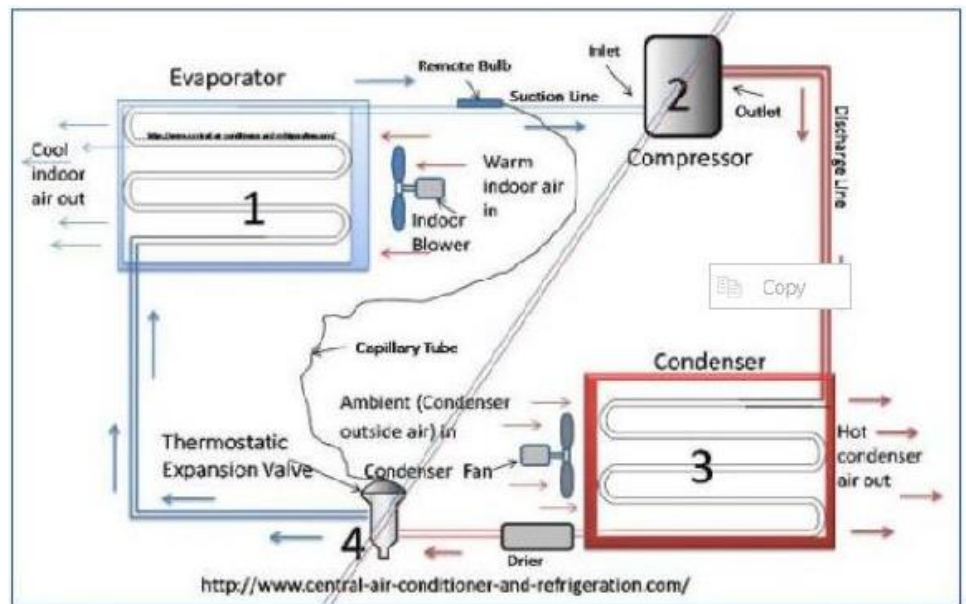 Evaporator
Remote Bulb
Suction Line
Inlet
2
Outlet
Compressor
Discharge Line
Cool
indoor
air out
1
Warm
indoor air
in
Indoor
Blower
Copy
Capillary Tube
Condenser
Ambient (Condenser
outside air) in
Thermostatic
Expansion Valve
Condenser Fan
3
Hot
condenser
air out
4
Drier
http://www.central-air-conditioner-and-refrigeration.com/